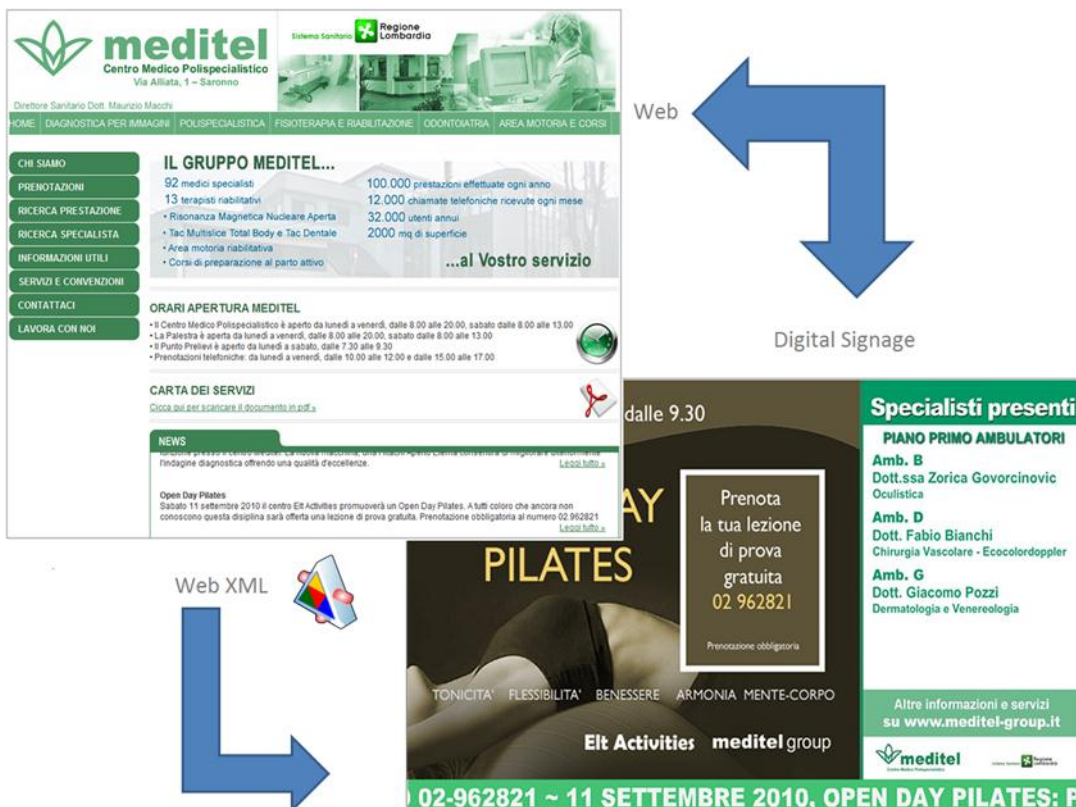 meditel
Centro Medico Polispecialistico
Via Alliata, 1 – Saronno
Sistema Sanitario Regione Lombardia
Direttore Sanitario Dott. Maurizio Macchi
HOME DIAGNOSTICA PER IMMAGINI POLISPECIALISTICA FISIOTERAPIA E RIABILITAZIONE ODONTOIATRIA AREA MOTORIA E CORSI
CHI SIAMO
PRENOTAZIONI
RICERCA PRESTAZIONE
RICERCA SPECIALISTA
INFORMAZIONI UTILI
SERVIZI E CONVENZIONI
CONTATTACI
LAVORA CON NOI
IL GRUPPO MEDITEL...
92 medici specialisti
13 terapisti riabilitativi
• Risonanza Magnetica Nucleare Aperta
• Tac Multislice Total Body e Tac Dentale
• Area motoria riabilitativa
• Corsi di preparazione al parto attivo
100.000 prestazioni effettuate ogni anno
12.000 chiamate telefoniche ricevute ogni mese
32.000 utenti annui
2000 mq di superficie
...al Vostro servizio
ORARI APERTURA MEDITEL
• Il Centro Medico Polispecialistico è aperto da lunedì a venerdì, dalle 8.00 alle 20.00, sabato dalle 8.00 alle 13.00
• La Palestra è aperta da lunedì a venerdì, dalle 8.00 alle 20.00, sabato dalle 8.00 alle 13.00
• Il Punto Prelievi è aperto da lunedì a sabato, dalle 7.30 alle 9.30
• Prenotazioni telefoniche: da lunedì a venerdì, dalle 10.00 alle 12.00 e dalle 15.00 alle 17.00
CARTA DEI SERVIZI
Cicca qui per scaricare il documento in pdf »
NEWS
l'indagine diagnostica offrendo una qualità d'eccellenze.
Leggi tutto »
Open Day Pilates
Sabato 11 settembre 2010 il centro Elt Activities promuoverà un Open Day Pilates. A tutti coloro che ancora non
conoscono questa disciplina sarà offerta una lezione di prova gratuita. Prenotazione obbligatoria al numero 02.962821
Leggi tutto »
Web
Digital Signage
Web XML
dalle 9.30
AY
PILATES
Prenota
la tua lezione
di prova
gratuita
02 962821
Prenotazione obbligatoria
TONICITA' FLESSIBILITA' BENESSERE ARMONIA MENTE-CORPO
Elt Activities meditel group
Specialisti presenti
PIANO PRIMO AMBULATORI
Amb. B
Dott.ssa Zorica Govorcinovic
Oculistica
Amb. D
Dott. Fabio Bianchi
Chirurgia Vascolare - Ecocolordoppler
Amb. G
Dott. Giacomo Pozzi
Dermatologia e Venereologia
Altre informazioni e servizi
su www.meditel-group.it
meditel
Centro Medico Polispecialistico
Sistema Sanitario Regione Lombardia
02-962821 ~ 11 SETTEMBRE 2010, OPEN DAY PILATES: P